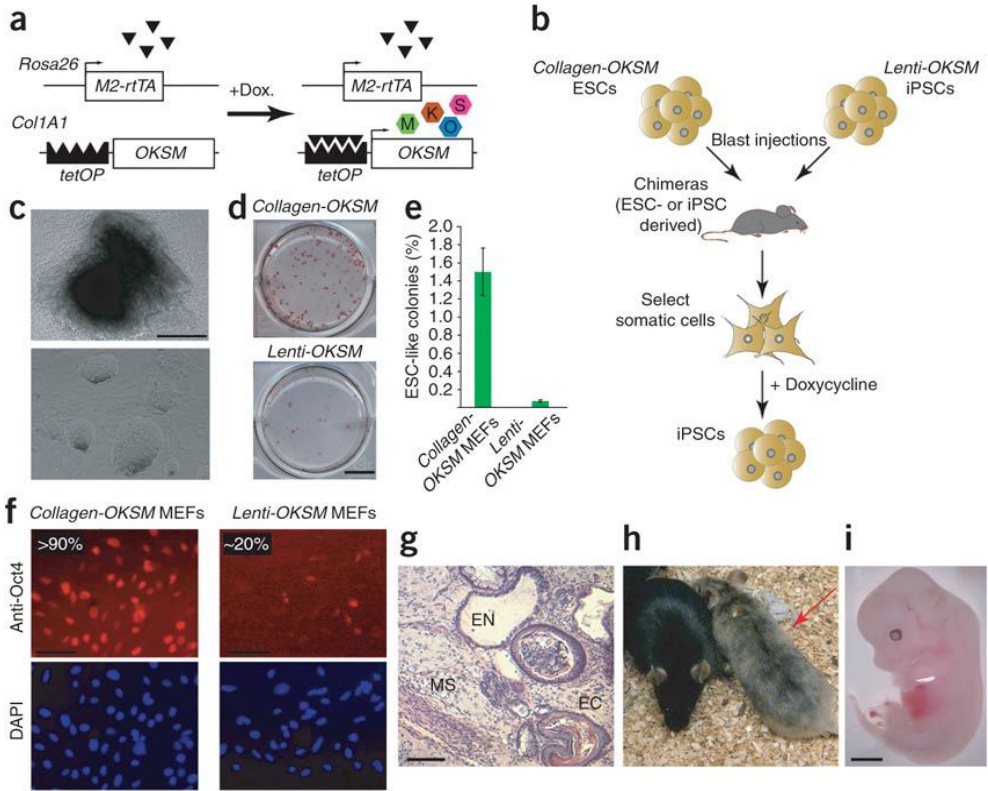 a
Rosa26
M2-rtTA
+Dox.
M2-rtTA
Col1A1
M
K
S
O
OKSM
tetOP
OKSM
tetOP
b
Collagen-OKSM
ESCs
Lenti-OKSM
iPSCs
Blast injections
Chimeras
(ESC- or iPSC
derived)
Select
somatic cells
+ Doxycycline
iPSCs
c
d
Collagen-OKSM
Lenti-OKSM
e
ESC-like colonies (%)
2.0
1.8
1.6
1.4
1.2
1.0
0.8
0.6
0.4
0.2
Collagen-
OKSM MEFs
Lenti-
OKSM MEFs
f
Collagen-OKSM MEFs
Lenti-OKSM MEFs
Anti-Oct4
>90%
~20%
DAPI
g
EN
MS
EC
h
i